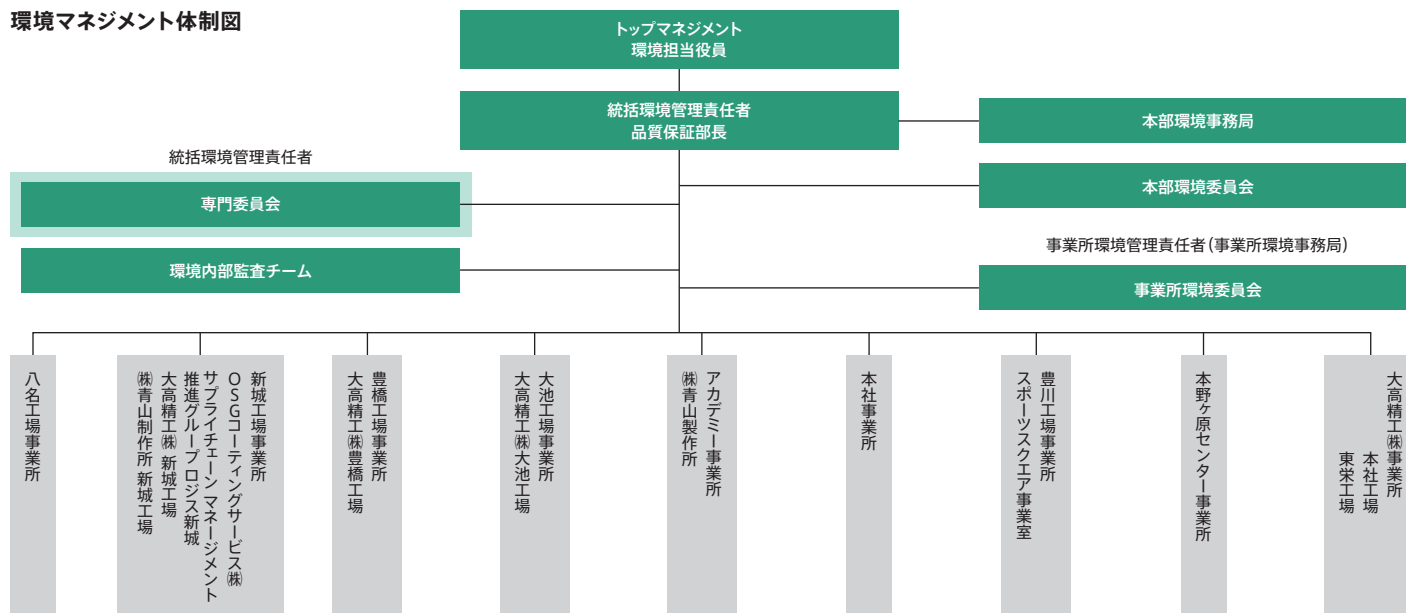 環境マネジメント体制図
トップマネジメント
環境担当役員
統括環境管理責任者
品質保証部長
本部環境事務局
統括環境管理責任者
専門委員会
本部環境委員会
環境内部監査チーム
事業所環境管理責任者(事業所環境事務局)
事業所環境委員会
八名工場事業所
新城工場事業所
OSGコーティングサービス㈱
サプライチェーン マネージジメント
推進グループ ロジス新城
大高精工㈱ 新城工場
㈱青山制作所 新城工場
豊橋工場事業所
大高精工㈱豊橋工場
大池工場事業所
大高精工㈱大池工場
アカデミー事業所
㈱青山製作所
本社事業所
豊川工場事業所
スポーツスクエア事業室
本野ヶ原センター事業所
大高精工㈱事業所
本社工場
東栄工場